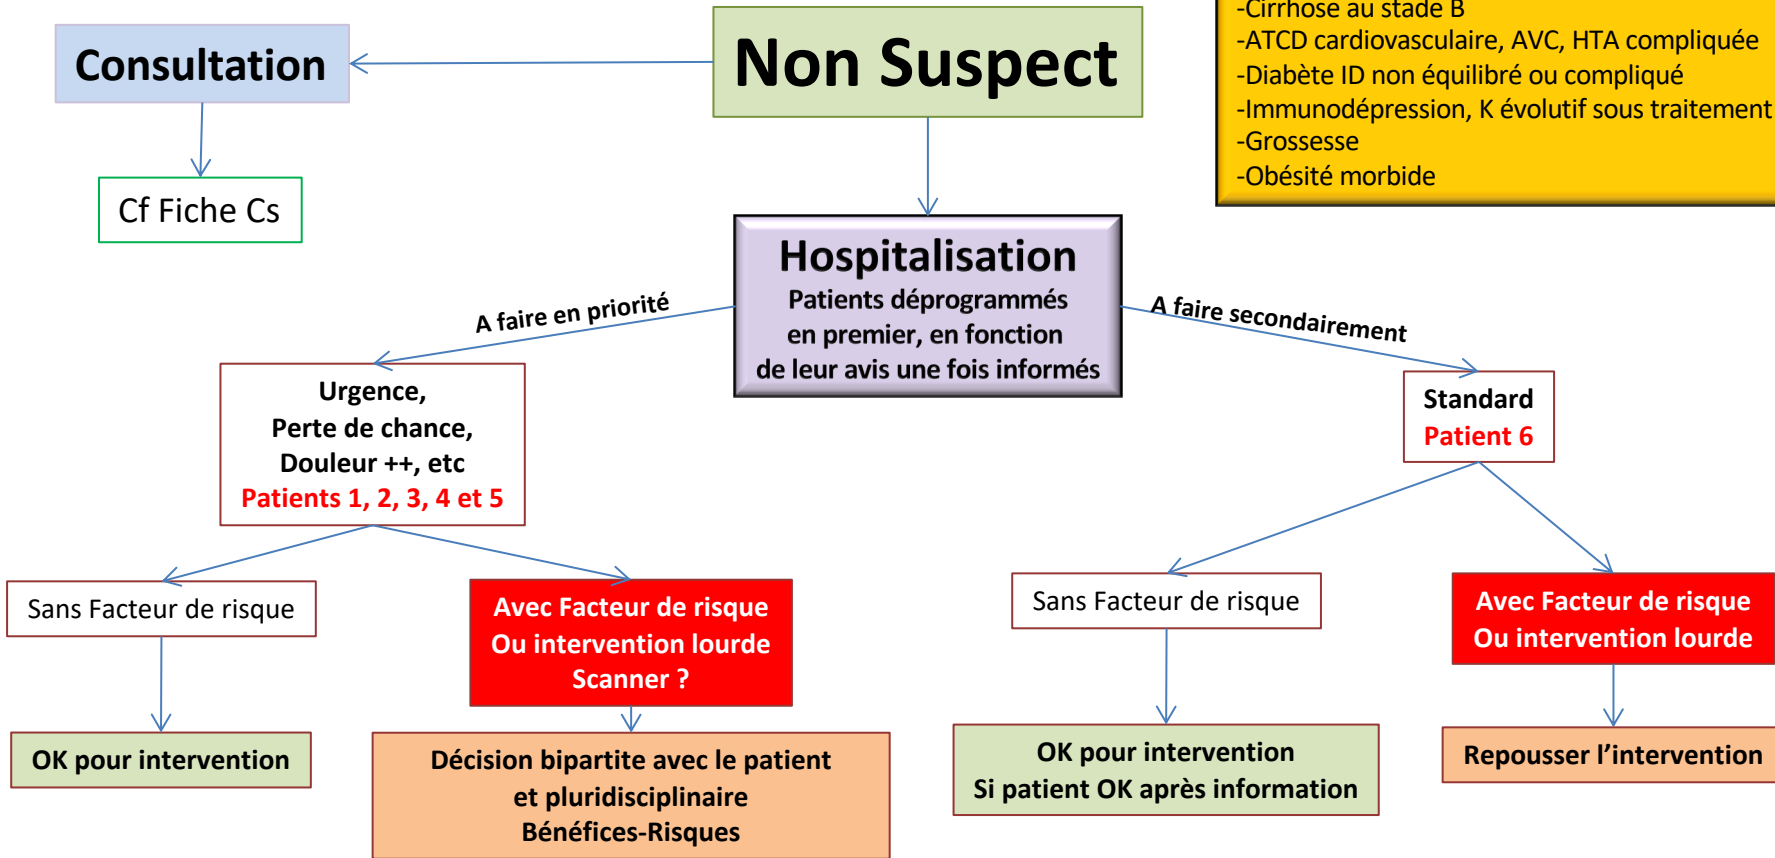 -Cirrhose au stade B
-ATCD cardiovasculaire, AVC, HTA compliquée
-Diabète ID non équilibré ou compliqué
-Immunodépression, K évolutif sous traitement
-Grossesse
-Obésité morbide
Non Suspect
Consultation
Cf Fiche Cs
Hospitalisation
Patients déprogrammés
en premier, en fonction
de leur avis une fois informés
A faire en priorité
A faire secondairement
Urgence,
Perte de chance,
Douleur ++, etc
Patients 1, 2, 3, 4 et 5
Standard
Patient 6
Sans Facteur de risque
Avec Facteur de risque
Ou intervention lourde
Scanner ?
Sans Facteur de risque
Avec Facteur de risque
Ou intervention lourde
OK pour intervention
Décision bipartite avec le patient
et pluridisciplinaire
Bénéfices-Risques
OK pour intervention
Si patient OK après information
Repousser l’intervention